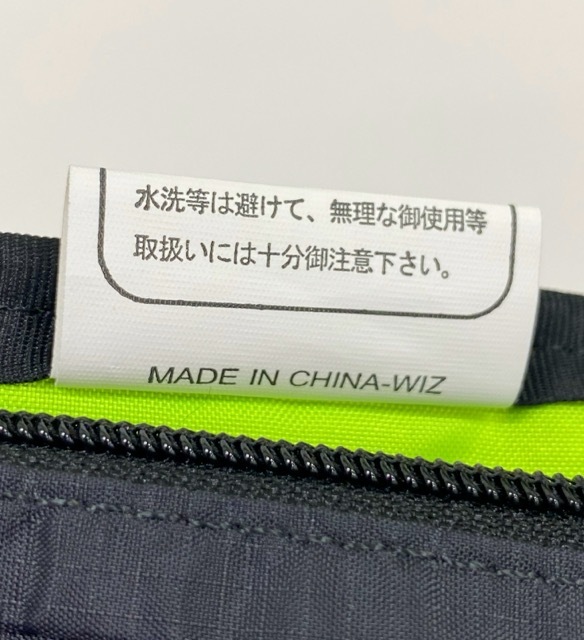 水洗等は避けて、無理な御使用等
取扱いには十分御注意下さい。
MADE IN CHINA-WIZ